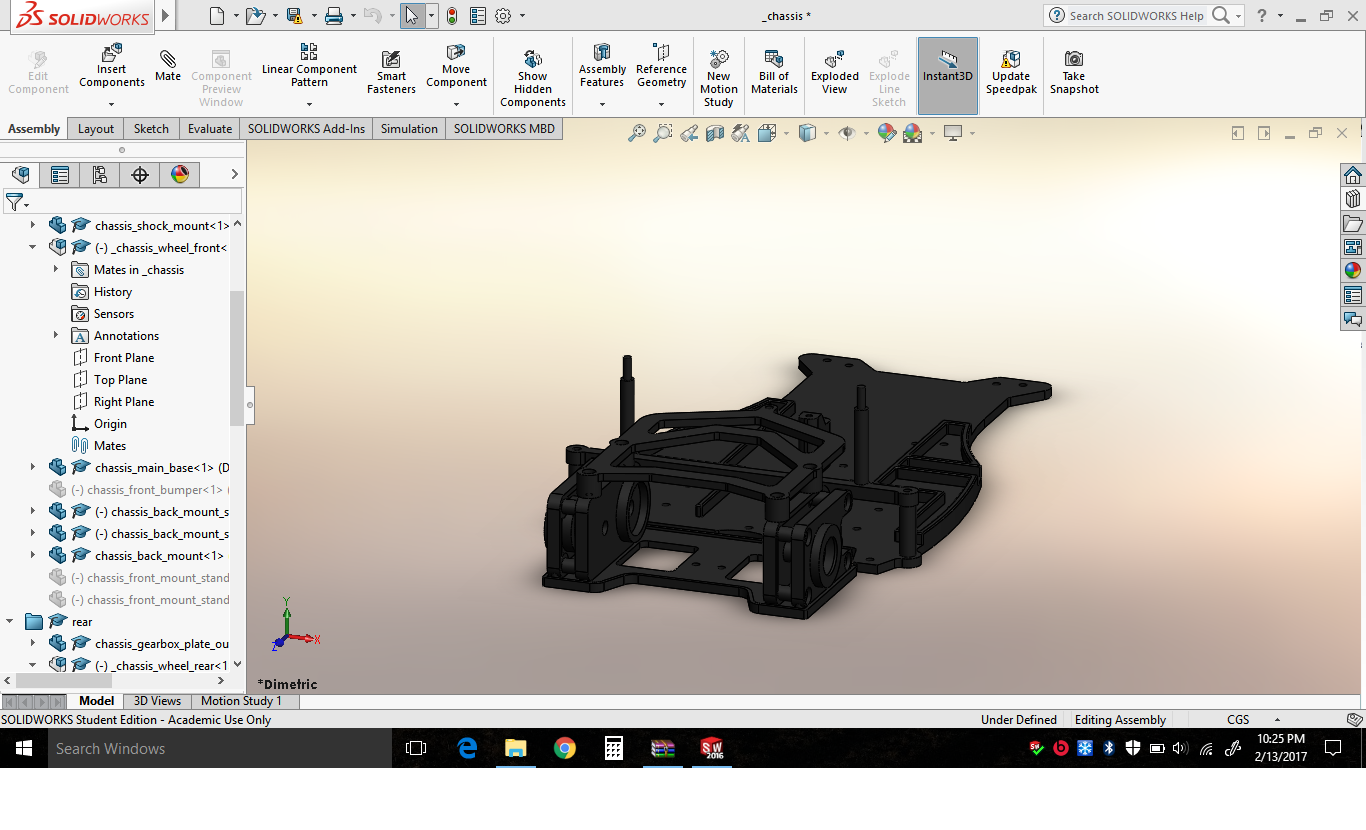 SOLIDWORKS
_chassis *
Search SOLIDWORKS Help
?
Edit Component
Insert Components
Mate
Component Preview Window
Linear Component Pattern
Smart Fasteners
Move Component
Show Hidden Components
Assembly Features
Reference Geometry
New Motion Study
Bill of Materials
Exploded View
Explode Line Sketch
Instant3D
Update Speedpak
Take Snapshot
Assembly
Layout
Sketch
Evaluate
SOLIDWORKS Add-Ins
Simulation
SOLIDWORKS MBD
chassis_shock_mount<1>
(-) _chassis_wheel_front<
Mates in _chassis
History
Sensors
Annotations
Front Plane
Top Plane
Right Plane
Origin
Mates
chassis_main_base<1> (D
(-) chassis_front_bumper<1> (
(-) chassis_back_mount_s
(-) chassis_back_mount_s
chassis_back_mount<1>
(-) chassis_front_mount_stand
(-) chassis_front_mount_stand
rear
chassis_gearbox_plate_ou
(-) _chassis_wheel_rear<1
Y
X
Z
*Dimetric
Model
3D Views
Motion Study 1
SOLIDWORKS Student Edition - Academic Use Only
Under Defined
Editing Assembly
CGS
Search Windows
SW
2016
10:25 PM
2/13/2017